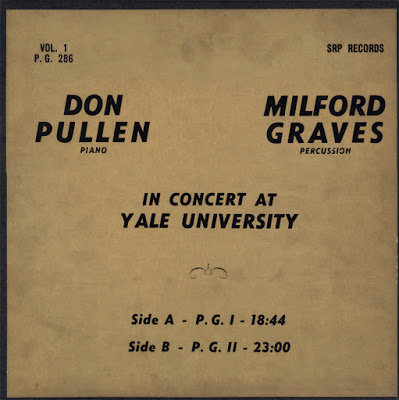 VOL. 1
P. G. 286
SRP RECORDS
DON
PULLEN
PIANO
MILFORD
GRAVES
PERCUSSION
IN CONCERT AT
YALE UNIVERSITY
Side A - P. G. I - 18:44
Side B - P. G. II - 23:00